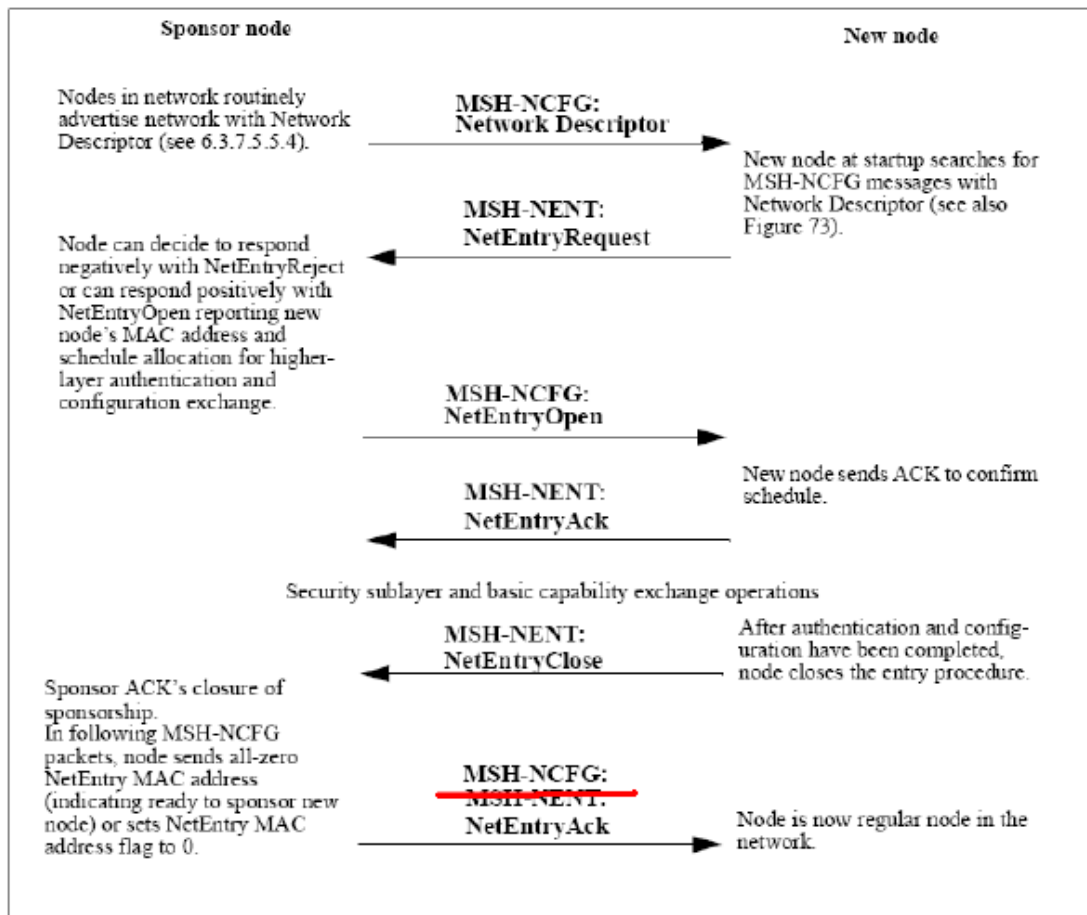 Sponsor node
New node
Nodes in network routinely
advertise network with Network
Descriptor (see 6.3.7.5.5.4).
MSH-NCFG:
Network Descriptor
New node at startup searches for
MSH-NCFG messages with
Network Descriptor (see also
Figure 73).
MSH-NENT:
NetEntryRequest
Node can decide to respond
negatively with NetEntryReject
or can respond positively with
NetEntryOpen reporting new
node's MAC address and
schedule allocation for higher-
layer authentication and
configuration exchange.
MSH-NCFG:
NetEntryOpen
New node sends ACK to confirm
schedule.
MSH-NENT:
NetEntryAck
Security sublayer and basic capability exchange operations
MSH-NENT:
NetEntryClose
After authentication and config-
uration have been completed,
node closes the entry procedure.
Sponsor ACK's closure of
sponsorship.
In following MSH-NCFG
packets, node sends all-zero
NetEntry MAC address
(indicating ready to sponsor new
node) or sets NetEntry MAC
address flag to 0.
MSH-NCFG:
MSH-NENT:
NetEntryAck
Node is now regular node in the
network.